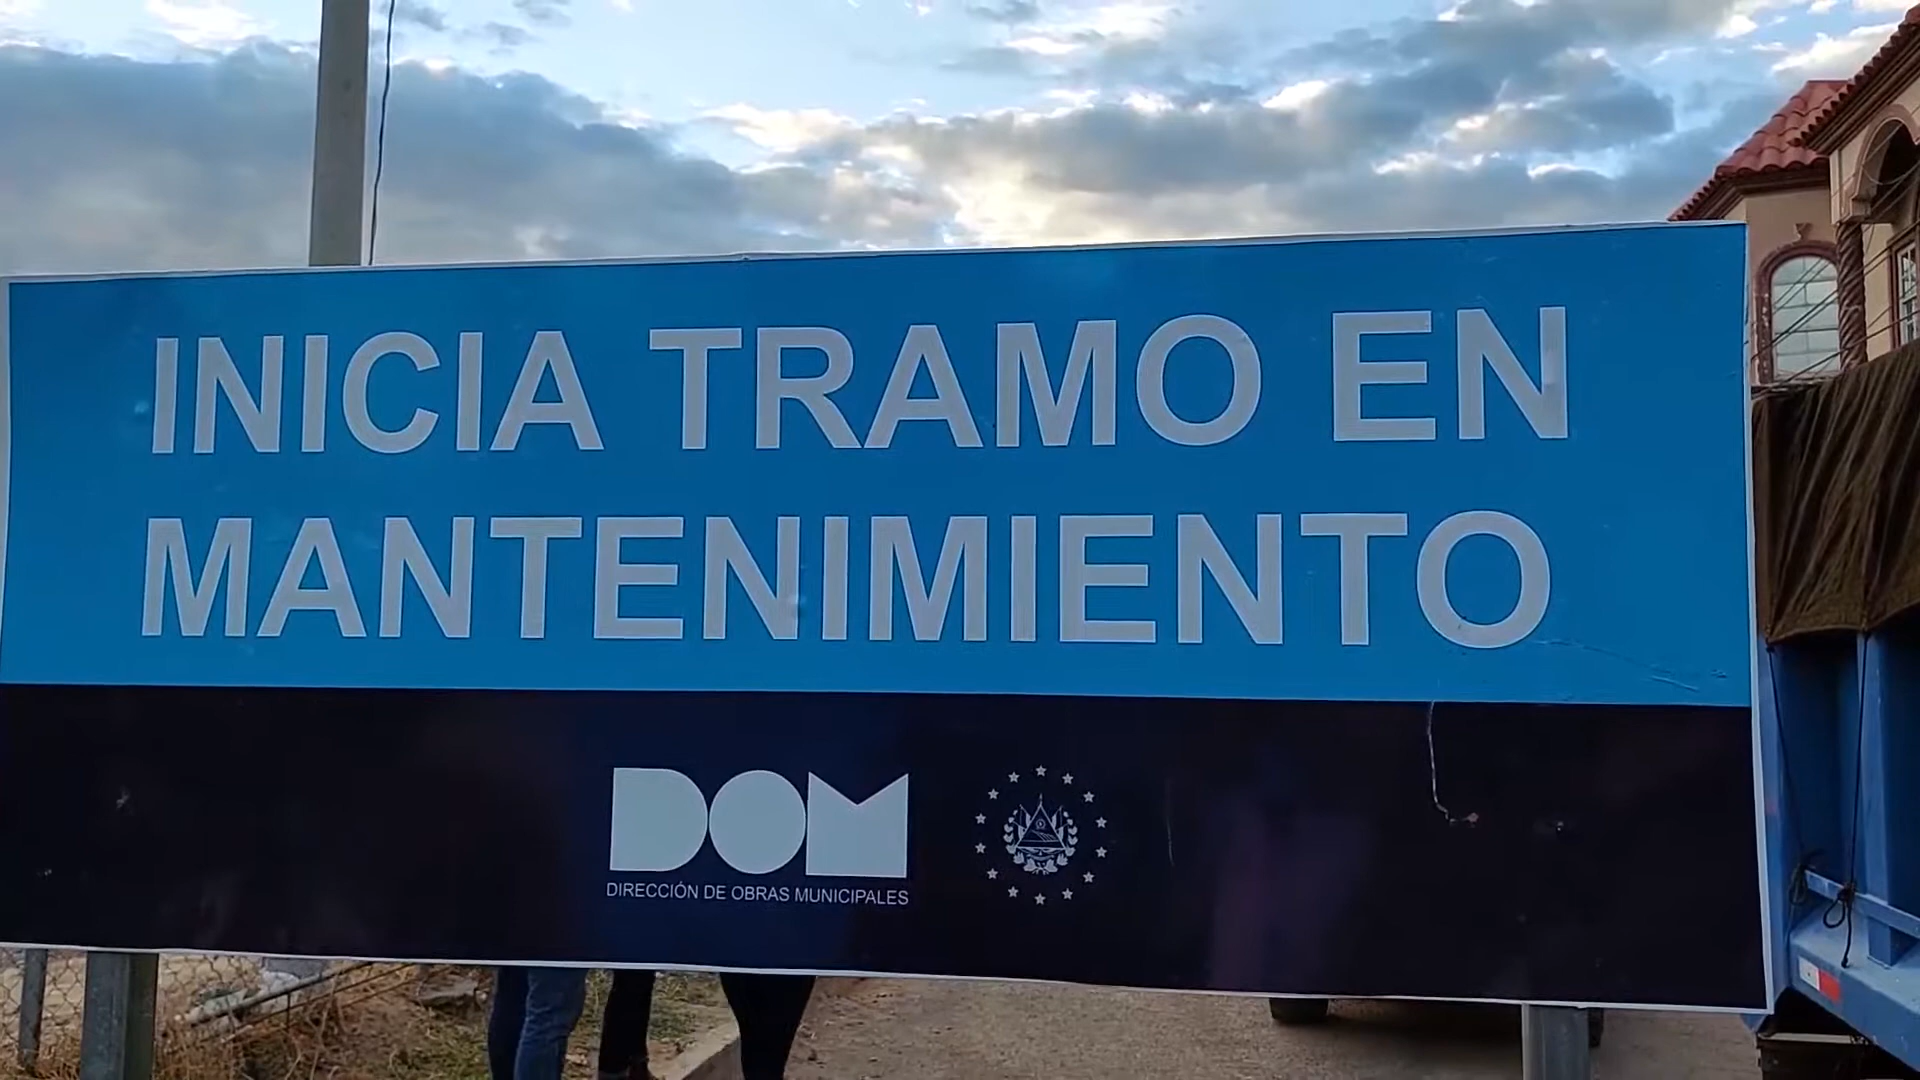 INICIA TRAMO EN
MANTENIMIENTO
DOM
DIRECCIÓN DE OBRAS MUNICIPALES